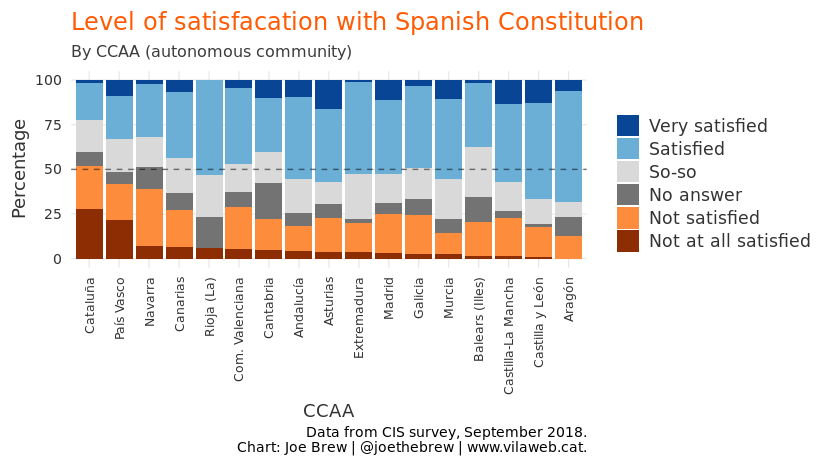 Level of satisfacation with Spanish Constitution
By CCAA (autonomous community)
Percentage
100
75
50
25
0
Cataluña
País Vasco
Navarra
Canarias
Rioja (La)
Com. Valenciana
Cantabria
Andalucía
Asturias
Extremadura
Madrid
Galicia
Murcia
Balears (Illes)
Castilla-La Mancha
Castilla y León
Aragón
CCAA
Very satisfied
Satisfied
So-so
No answer
Not satisfied
Not at all satisfied
Data from CIS survey, September 2018.
Chart: Joe Brew | @joethebrew | www.vilaweb.cat.